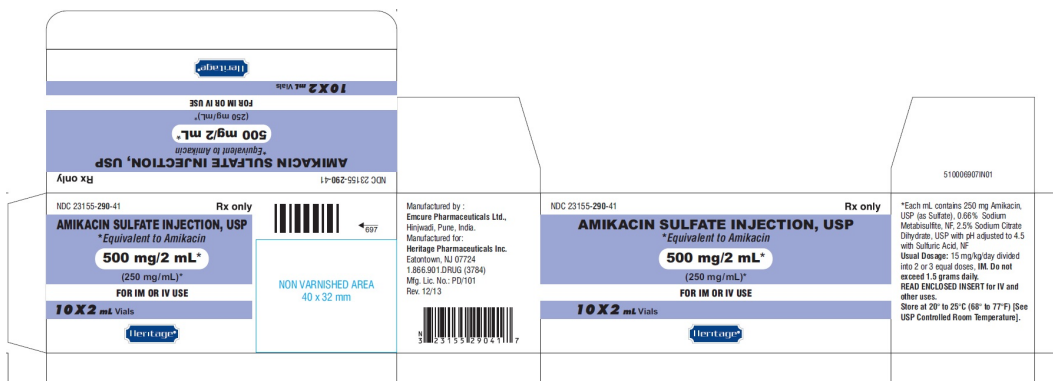 Heritage®
10X2 mL Vials
FOR IM OR IV USE
(250 mg/mL)*
500 mg/2 mL*
*Equivalent to Amikacin
AMIKACIN SULFATE INJECTION, USP
NDC 23155-290-41 Rx only
NDC 23155-290-41 Rx only
AMIKACIN SULFATE INJECTION, USP
*Equivalent to Amikacin
500 mg/2 mL*
(250 mg/mL)*
FOR IM OR IV USE
10X2 mL Vials
Heritage®
697
NON VARNISHED AREA
40 x 32 mm
Manufactured by :
Emcure Pharmaceuticals Ltd.,
Hinjwadi, Pune, India.
Manufactured for:
Heritage Pharmaceuticals Inc.
Eatontown, NJ 07724
1.866.901.DRUG (3784)
Mfg. Lic. No.: PD/101
Rev. 12/13
N
3 23155 29041 7
NDC 23155-290-41 Rx only
AMIKACIN SULFATE INJECTION, USP
*Equivalent to Amikacin
500 mg/2 mL*
(250 mg/mL)*
FOR IM OR IV USE
10X2 mL Vials
Heritage®
510006907IN01
*Each mL contains 250 mg Amikacin,
USP (as Sulfate), 0.66% Sodium
Metabisulfite, NF, 2.5% Sodium Citrate
Dihydrate, USP with pH adjusted to 4.5
with Sulfuric Acid, NF
Usual Dosage: 15 mg/kg/day divided
into 2 or 3 equal doses, IM. Do not
exceed 1.5 grams daily.
READ ENCLOSED INSERT for IV and
other uses.
Store at 20° to 25°C (68° to 77°F) [See
USP Controlled Room Temperature].